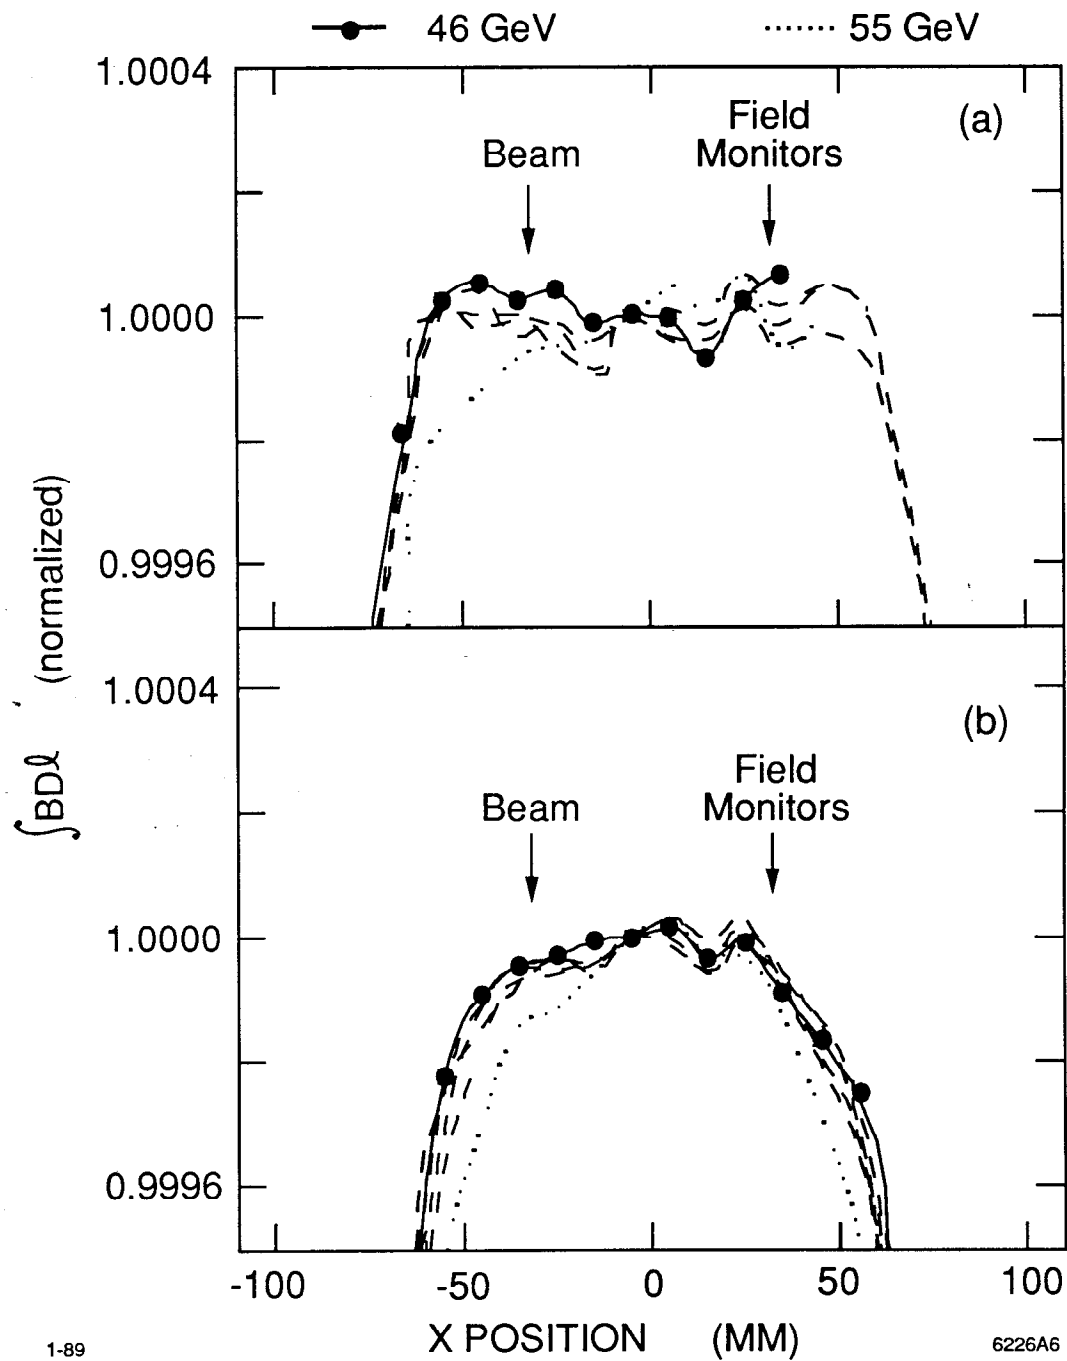 46 GeV
55 GeV
1.0004
1.0000
0.9996
(a)
Beam
Field
Monitors
∫BDℓ (normalized)
1.0004
1.0000
0.9996
(b)
Beam
Field
Monitors
-100 -50 0 50 100
X POSITION (MM)
1-89
6226A6